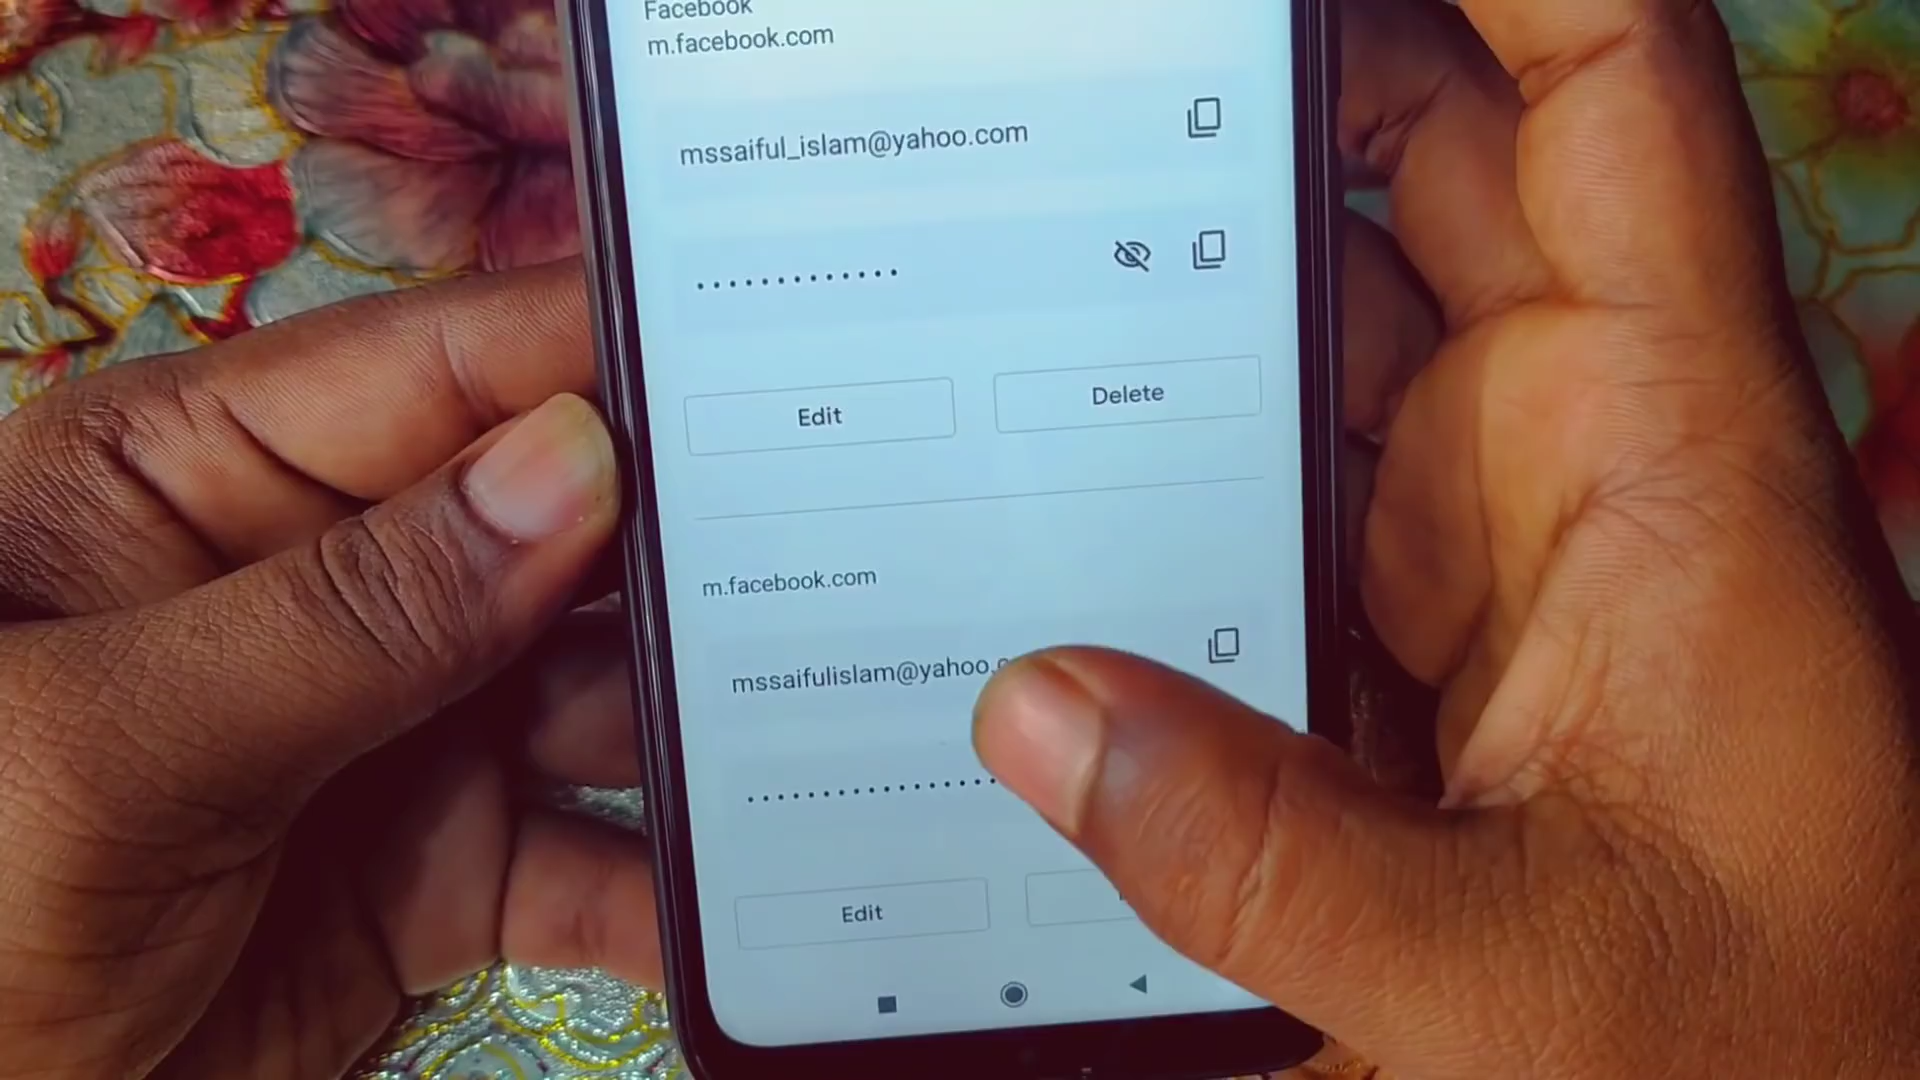 Facebook
m.facebook.com
mssaiful_islam@yahoo.com
Edit
Delete
m.facebook.com
mssaifulislam@yahoo.
Edit